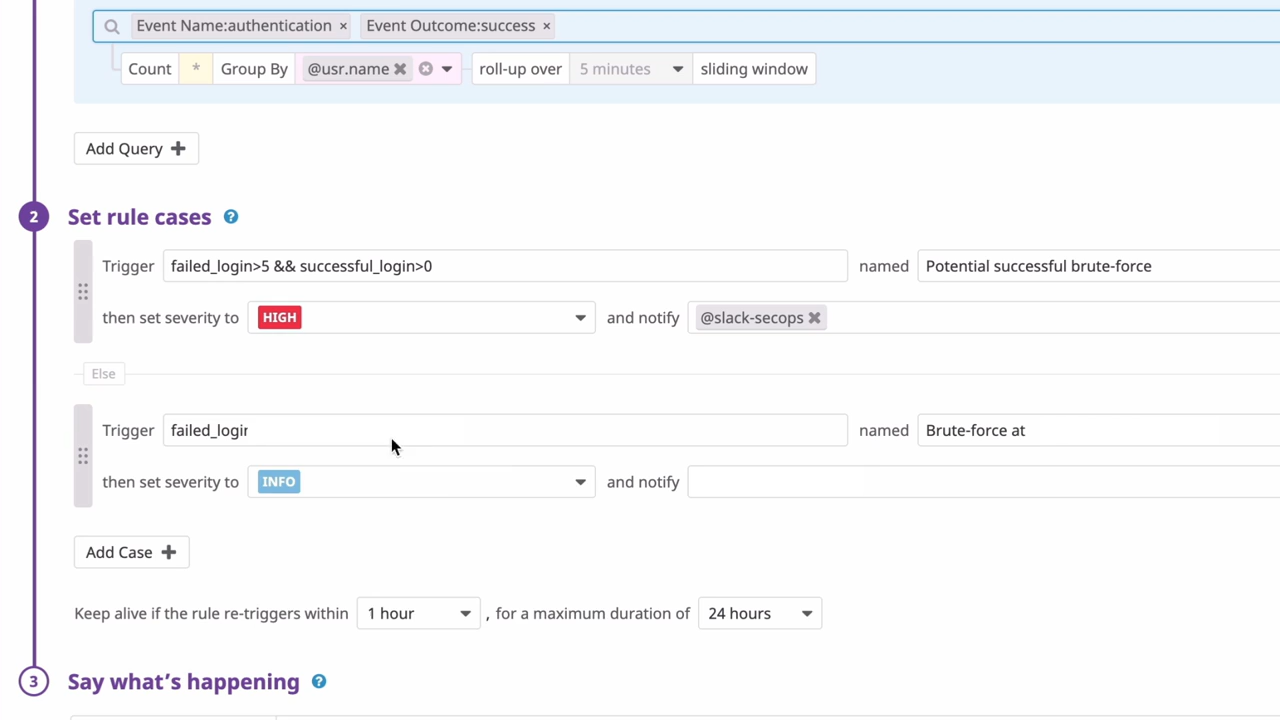 Event Name:authentication × Event Outcome:success ×
Count * Group By @usr.name roll-up over 5 minutes sliding window
Add Query +
2 Set rule cases ?
Trigger failed_login>5 && successful_login>0 named Potential successful brute-force
then set severity to HIGH and notify @slack-secops
Else
Trigger failed_login named Brute-force at
then set severity to INFO and notify
Add Case +
Keep alive if the rule re-triggers within 1 hour , for a maximum duration of 24 hours
3 Say what’s happening ?